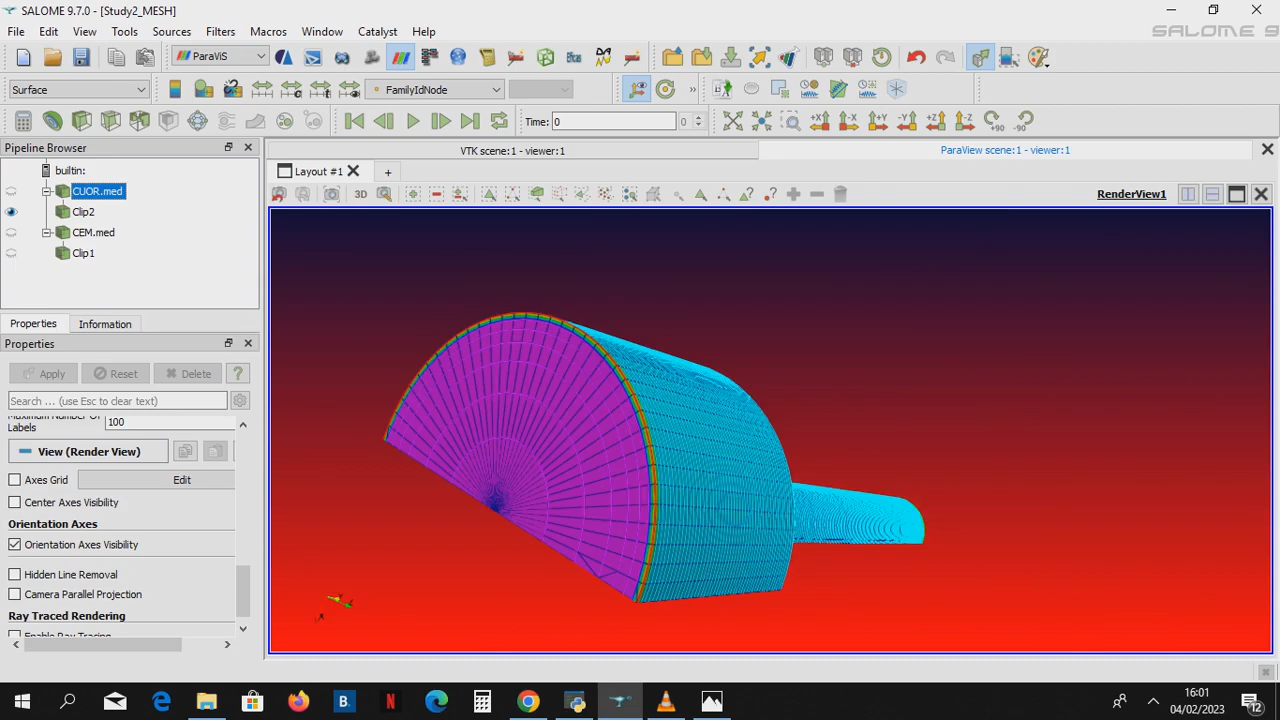 SALOME 9.7.0 - [Study2_MESH]
File Edit View Tools Sources Filters Macros Window Catalyst Help
SALOME 9
ParaViS
Surface
FamilyIdNode
Time: 0
0
+X -X +Y -Y +Z -Z +90 -90
Pipeline Browser
VTK scene:1 - viewer:1
ParaView scene:1 - viewer:1
builtin:
CUOR.med
Clip2
CEM.med
Clip1
Layout #1
3D
RenderView1
Properties Information
Properties
Apply Reset Delete ?
Search ... (use Esc to clear text)
Maximum Number Of
Labels 100
View (Render View)
Axes Grid Edit
Center Axes Visibility
Orientation Axes
Orientation Axes Visibility
Hidden Line Removal
Camera Parallel Projection
Ray Traced Rendering
Enable Ray Tracing
16:01
04/02/2023
12